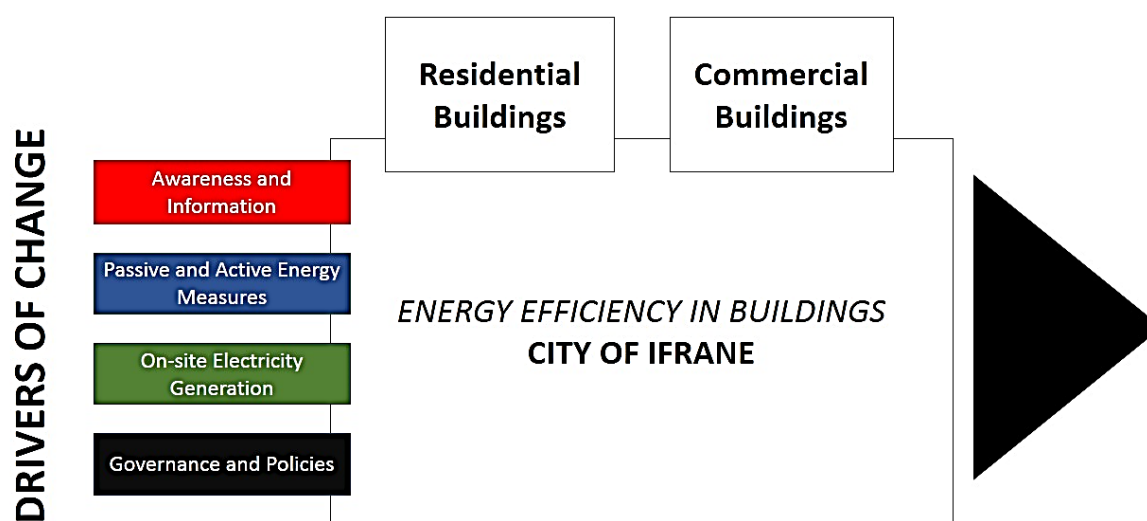 Residential
Buildings
Commercial
Buildings
DRIVERS OF CHANGE
Awareness and
Information
Passive and Active Energy
Measures
On-site Electricity
Generation
Governance and Policies
ENERGY EFFICIENCY IN BUILDINGS
CITY OF IFRANE